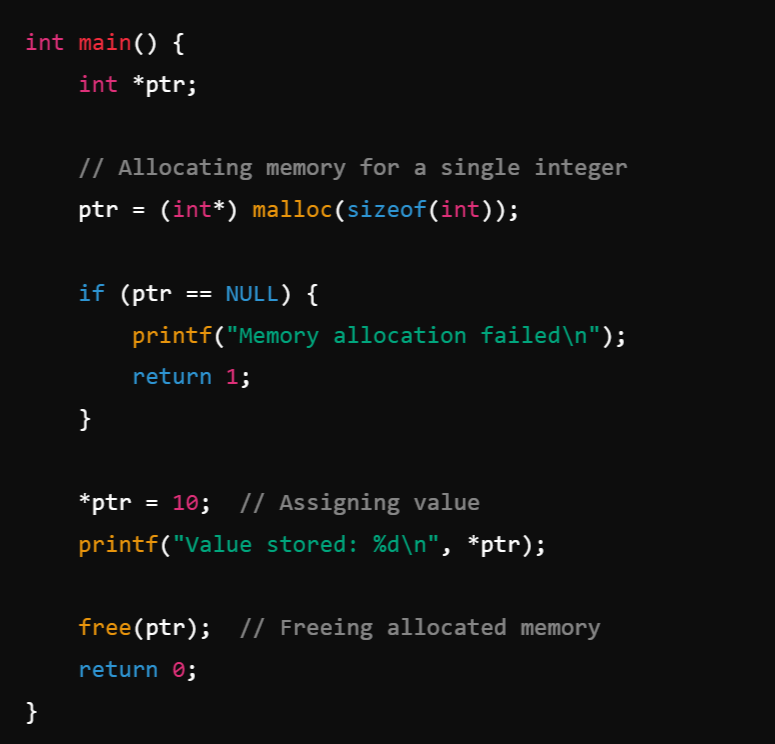 int main() {
    int *ptr;

    // Allocating memory for a single integer
    ptr = (int*) malloc(sizeof(int));

    if (ptr == NULL) {
        printf("Memory allocation failed\n");
        return 1;
    }

    *ptr = 10;  // Assigning value
    printf("Value stored: %d\n", *ptr);

    free(ptr);  // Freeing allocated memory
    return 0;
}